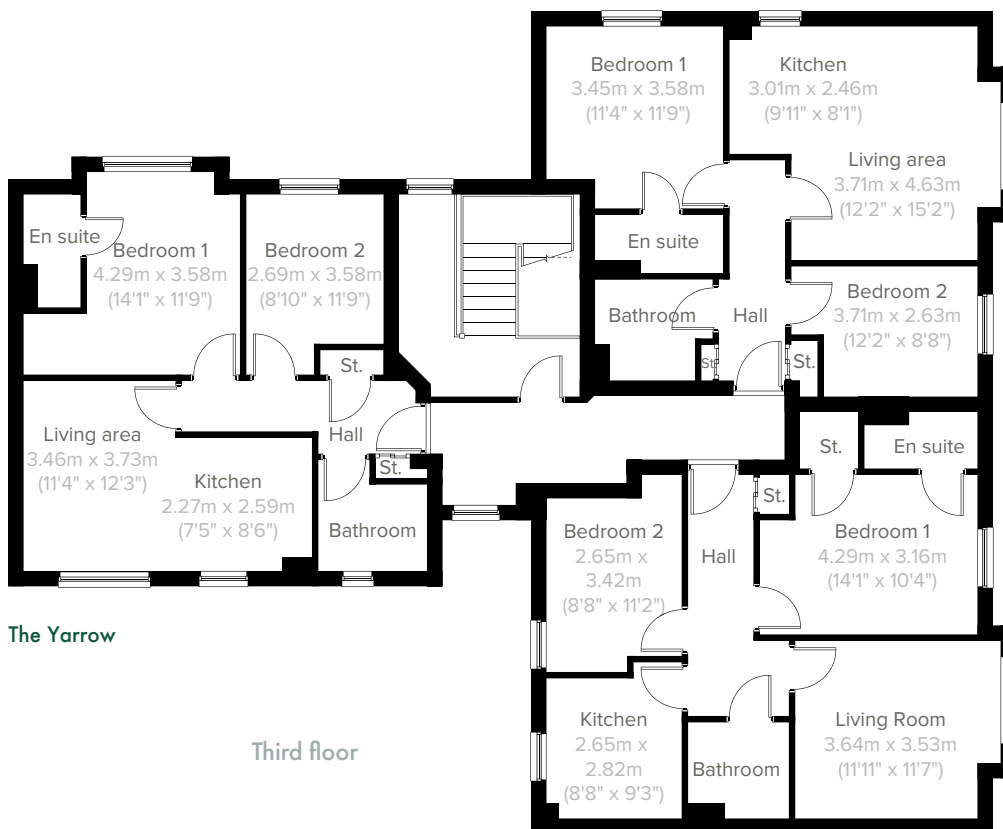 Bedroom 1
3.45m x 3.58m
(11'4" x 11'9")
Kitchen
3.01m x 2.46m
(9'11" x 8'1")
Living area
3.71m x 4.63m
(12'2" x 15'2")
En suite
Bathroom
Hall
Bedroom 2
3.71m x 2.63m
(12'2" x 8'8")
St.
St.
En suite
Bedroom 1
4.29m x 3.58m
(14'1" x 11'9")
Bedroom 2
2.69m x 3.58m
(8'10" x 11'9")
St.
Living area
3.46m x 3.73m
(11'4" x 12'3")
Kitchen
2.27m x 2.59m
(7'5" x 8'6")
Hall
St.
Bathroom
St.
En suite
St.
Bedroom 2
2.65m x
3.42m
(8'8" x 11'2")
Hall
Bedroom 1
4.29m x 3.16m
(14'1" x 10'4")
Kitchen
2.65m x
2.82m
(8'8" x 9'3")
Bathroom
Living Room
3.64m x 3.53m
(11'11" x 11'7")
The Yarrow
Third floor